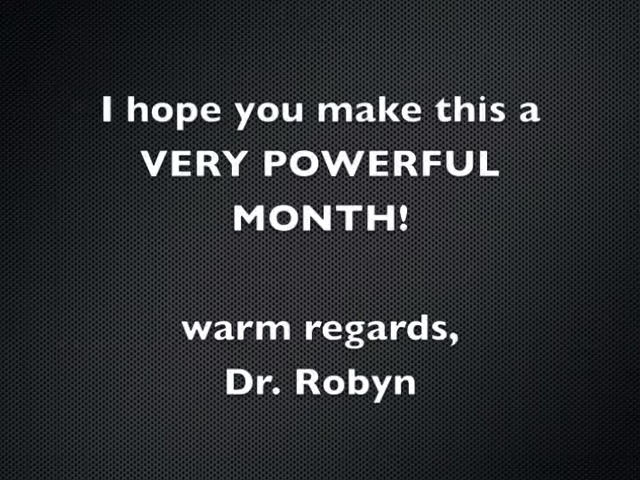 I hope you make this a
VERY POWERFUL
MONTH!
warm regards,
Dr. Robyn